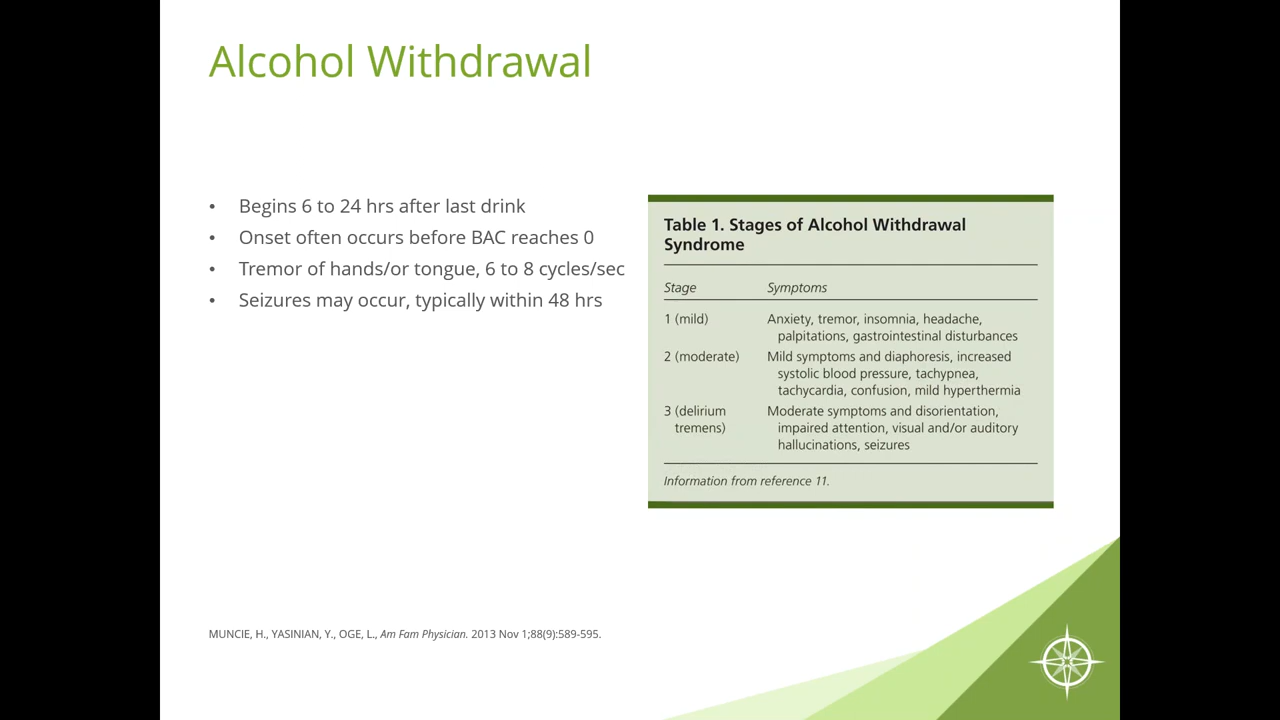 Alcohol Withdrawal
• Begins 6 to 24 hrs after last drink
• Onset often occurs before BAC reaches 0
• Tremor of hands/or tongue, 6 to 8 cycles/sec
• Seizures may occur, typically within 48 hrs
Table 1. Stages of Alcohol Withdrawal
Syndrome
Stage Symptoms
1 (mild) Anxiety, tremor, insomnia, headache,
palpitations, gastrointestinal disturbances
2 (moderate) Mild symptoms and diaphoresis, increased
systolic blood pressure, tachypnea,
tachycardia, confusion, mild hyperthermia
3 (delirium Moderate symptoms and disorientation,
tremens) impaired attention, visual and/or auditory
hallucinations, seizures
Information from reference 11.
MUNCIE, H., YASINIAN, Y., OGE, L., Am Fam Physician. 2013 Nov 1;88(9):589-595.